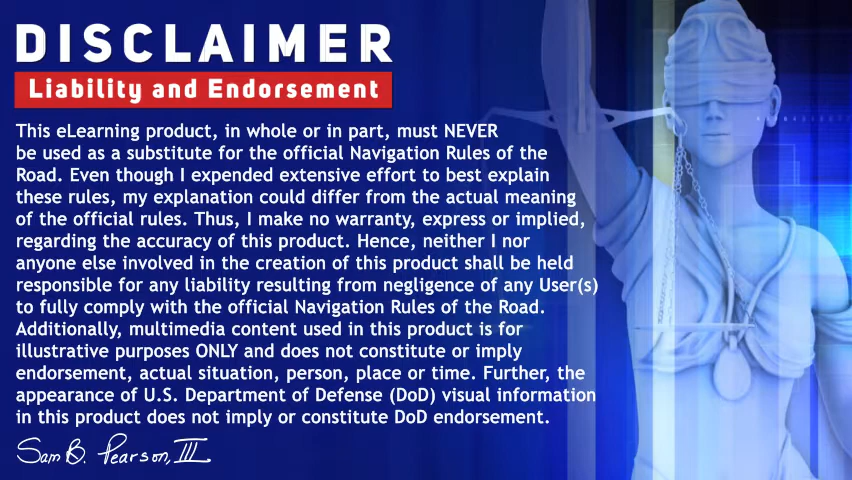 DISCLAIMER
Liability and Endorsement
This eLearning product, in whole or in part, must NEVER
be used as a substitute for the official Navigation Rules of the
Road. Even though I expended extensive effort to best explain
these rules, my explanation could differ from the actual meaning
of the official rules. Thus, I make no warranty, express or implied,
regarding the accuracy of this product. Hence, neither I nor
anyone else involved in the creation of this product shall be held
responsible for any liability resulting from negligence of any User(s)
to fully comply with the official Navigation Rules of the Road.
Additionally, multimedia content used in this product is for
illustrative purposes ONLY and does not constitute or imply
endorsement, actual situation, person, place or time. Further, the
appearance of U.S. Department of Defense (DoD) visual information
in this product does not imply or constitute DoD endorsement.
Sam B. Pearson, III